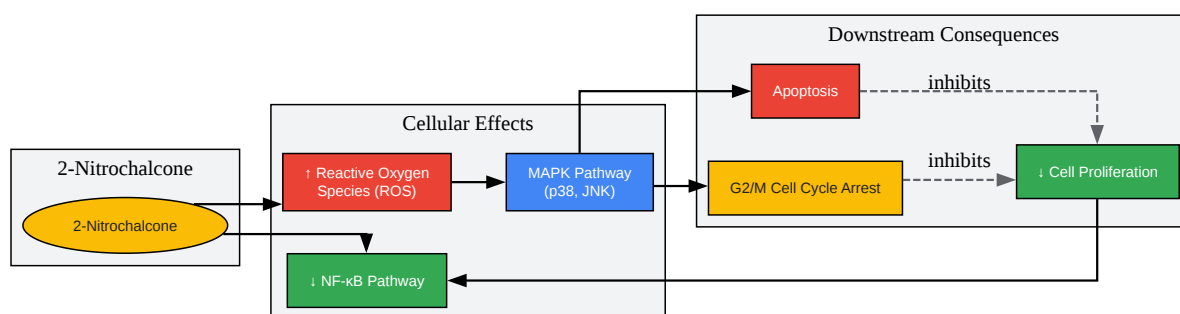 Downstream Consequences
Apoptosis
inhibits
Cellular Effects
2-Nitrochalcone
↑ Reactive Oxygen
Species (ROS)
MAPK Pathway
(p38, JNK)
G2/M Cell Cycle Arrest
inhibits
↓ Cell Proliferation
2-Nitrochalcone
↓ NF-κB Pathway